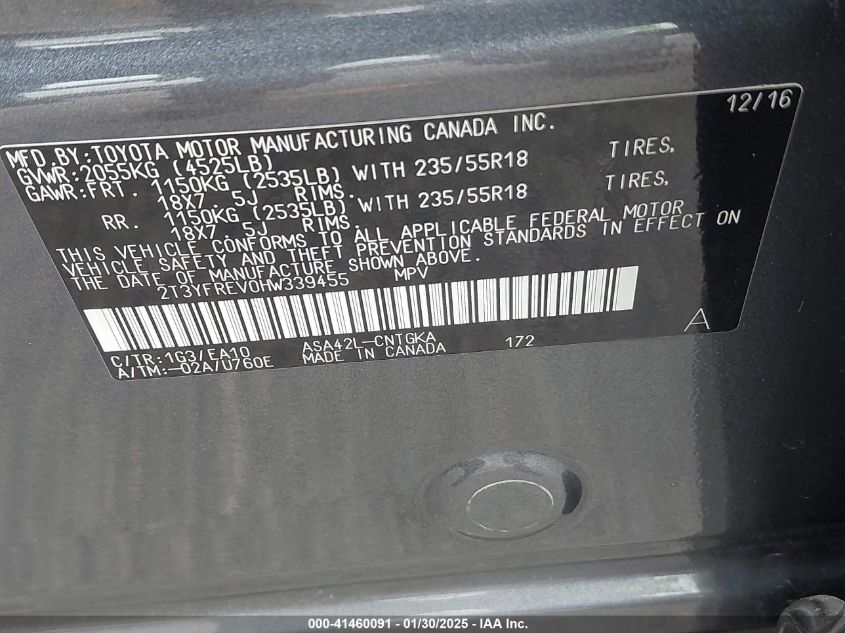 12/16
MFD.BY:TOYOTA MOTOR MANUFACTURING CANADA INC.
GVWR:2055KG (4525LB)
GAWR:FRT. 1150KG (2535LB) WITH 235/55R18 TIRES,
18X7. 5J RIMS.
RR. 1150KG (2535LB) WITH 235/55R18 TIRES,
18X7. 5J RIMS.
THIS VEHICLE CONFORMS TO ALL APPLICABLE FEDERAL MOTOR
VEHICLE SAFETY AND THEFT PREVENTION STANDARDS IN EFFECT ON
THE DATE OF MANUFACTURE SHOWN ABOVE.
2T3YFREV0HW339455 MPV
C/TR:1G3/EA10 ASA42L-CNTGKA 172 A
A/TM:-02A/U760E MADE IN CANADA
000-41460091 - 01/30/2025 - IAA Inc.